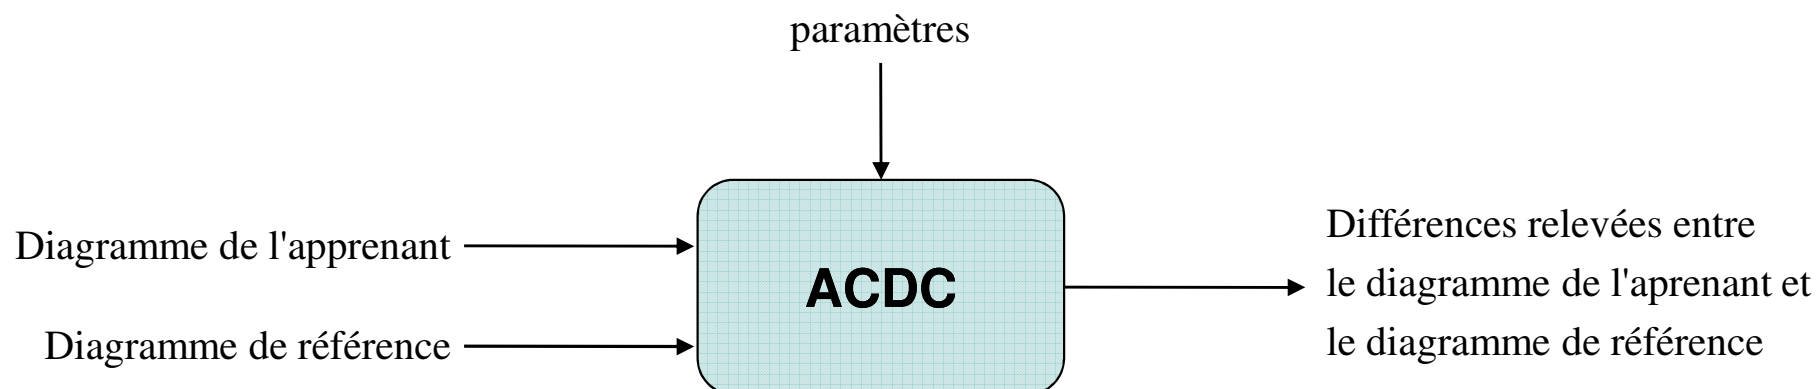 paramètres
Diagramme de l'apprenant
Diagramme de référence
ACDC
Différences relevées entre
le diagramme de l'aprenant et
le diagramme de référence